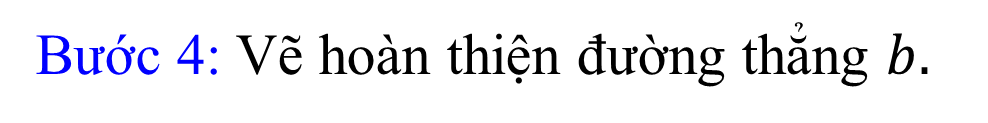 Bước 4: Vẽ hoàn thiện đường thẳng b.